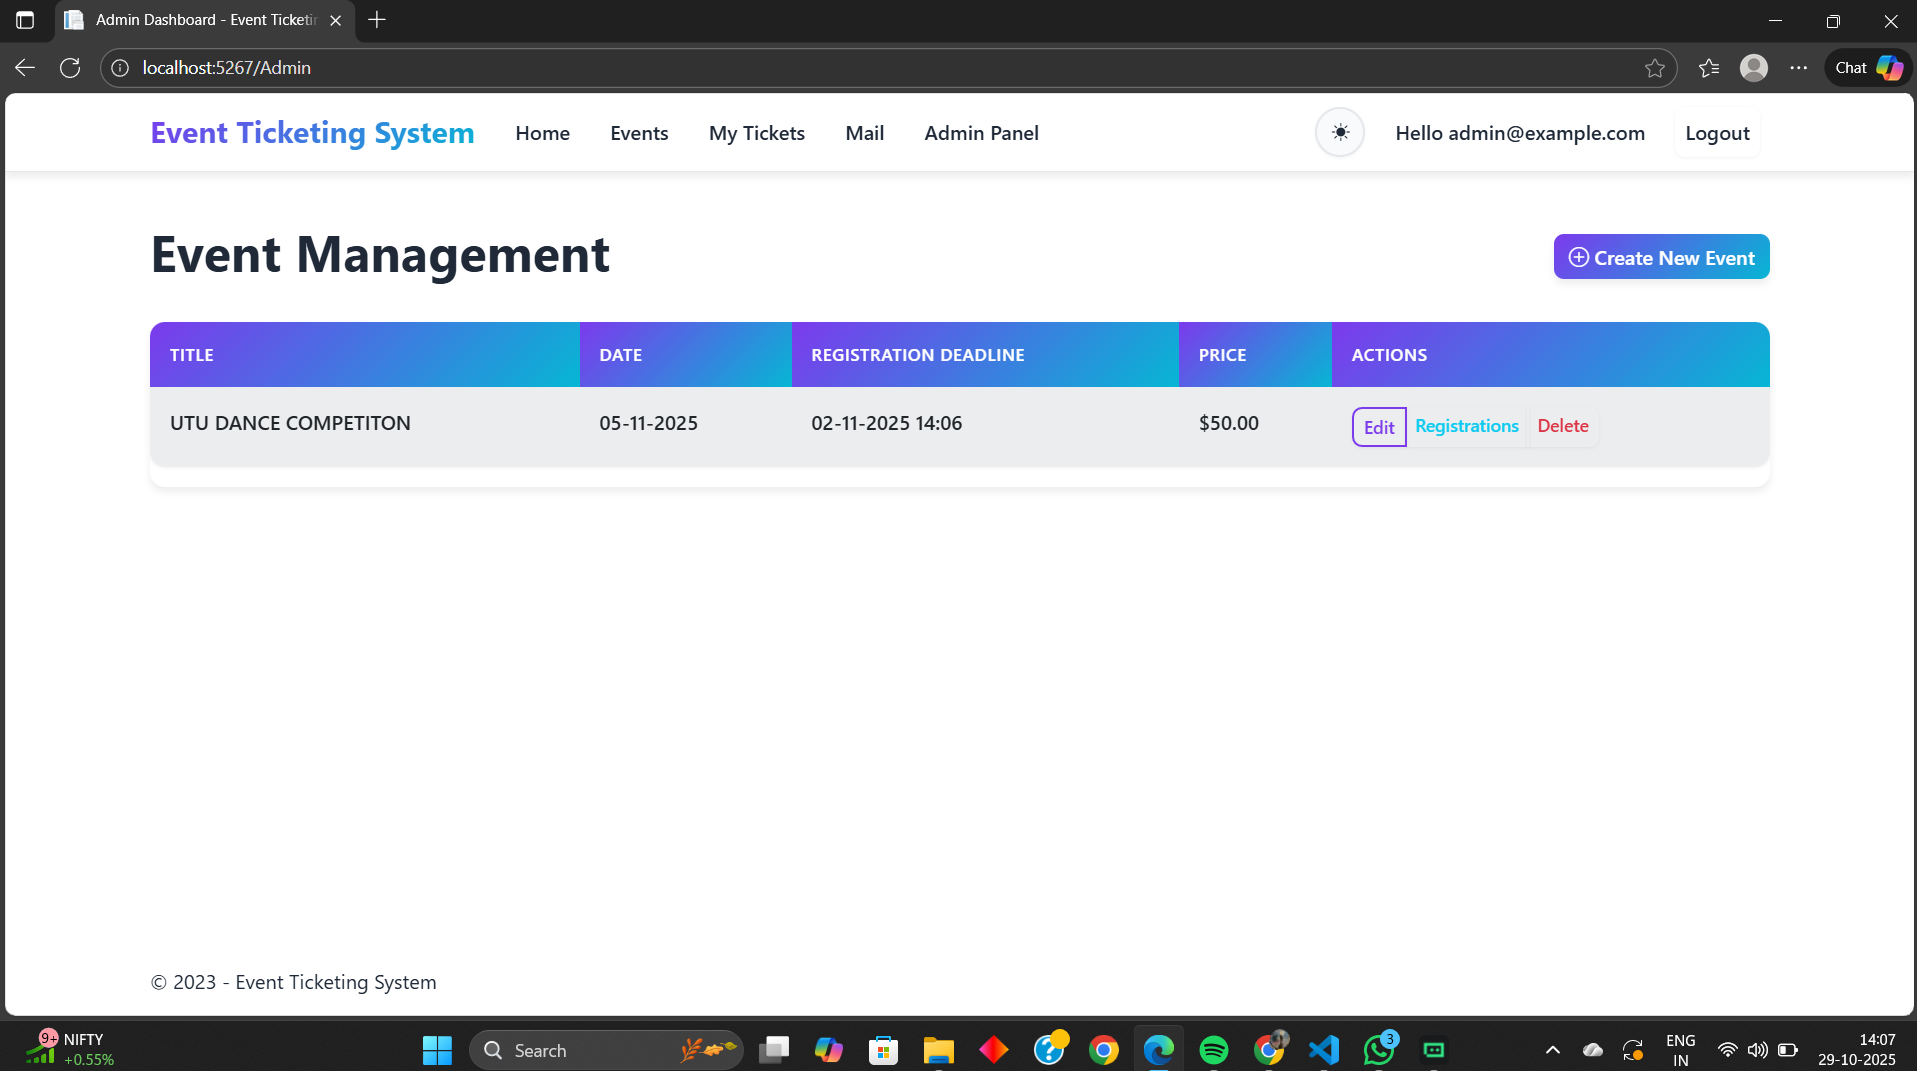 Admin Dashboard - Event Ticketin
localhost:5267/Admin
Chat
Event Ticketing System Home Events My Tickets Mail Admin Panel Hello admin@example.com Logout
Event Management
Create New Event
TITLE DATE REGISTRATION DEADLINE PRICE ACTIONS
UTU DANCE COMPETITON 05-11-2025 02-11-2025 14:06 $50.00 Edit Registrations Delete
© 2023 - Event Ticketing System
9+ NIFTY
+0.55%
Search
3
ENG
IN
14:07
29-10-2025